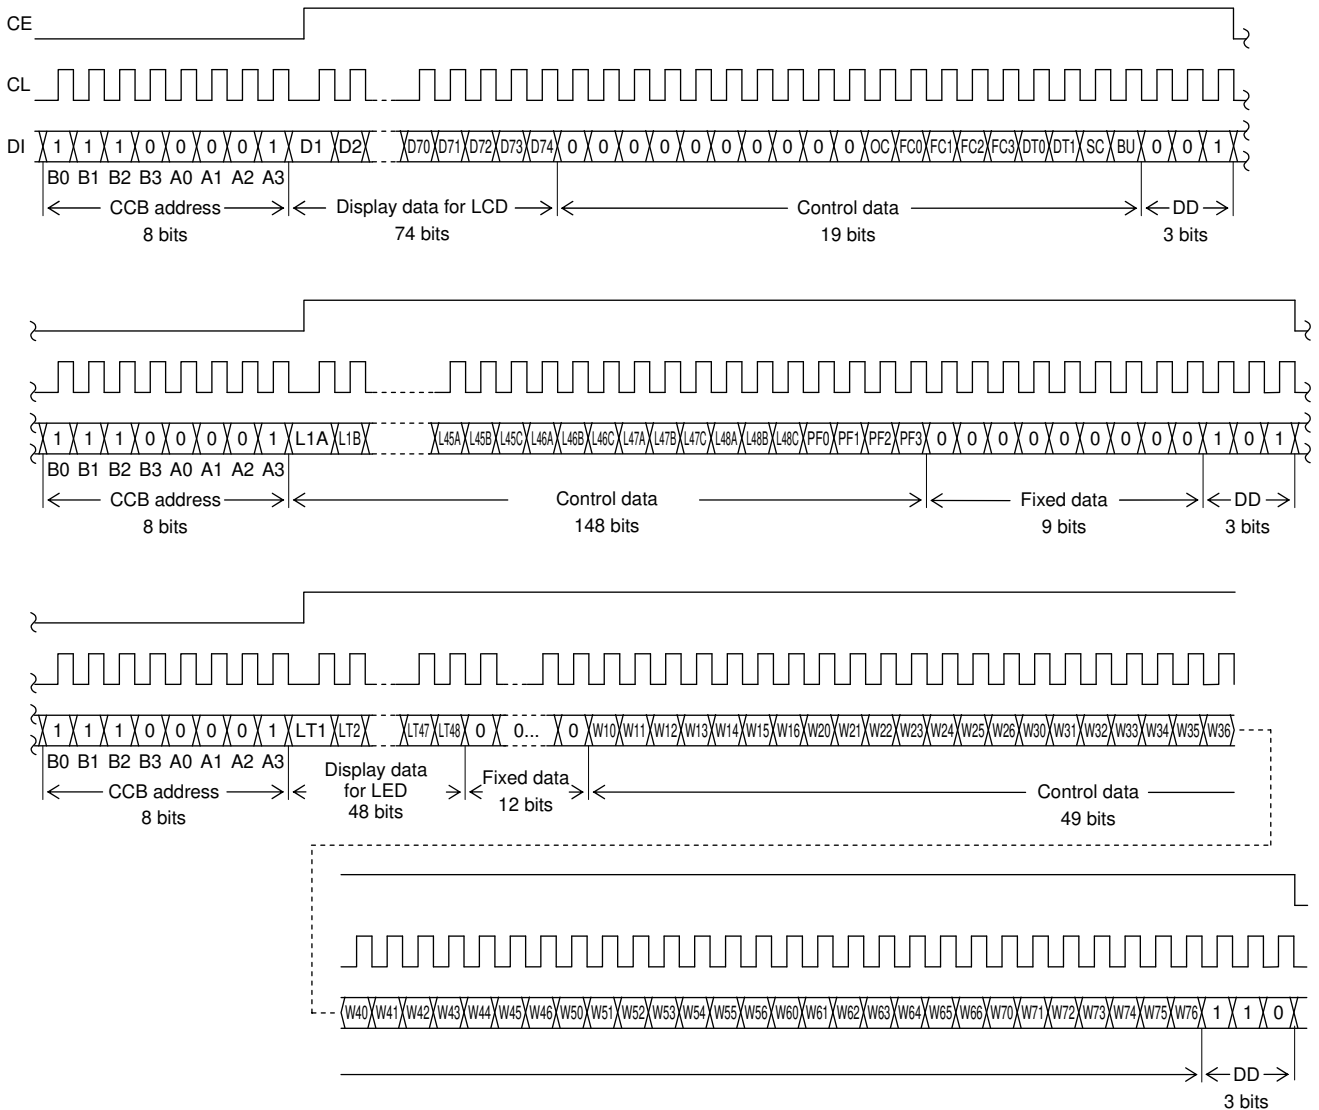 CE
CL
DI 1 1 1 0 0 0 0 1 D1 D2 D70 D71 D72 D73 D74 0 0 0 0 0 0 0 0 0 0 OC FC0 FC1 FC2 FC3 DT0 DT1 SC BU 0 0 1
B0 B1 B2 B3 A0 A1 A2 A3
CCB address Display data for LCD Control data DD
8 bits 74 bits 19 bits 3 bits
1 1 1 0 0 0 0 1 L1A L1B L45A L45B L45C L46A L46B L46C L47A L47B L47C L48A L48B L48C PF0 PF1 PF2 PF3 0 0 0 0 0 0 0 0 0 1 0 1
B0 B1 B2 B3 A0 A1 A2 A3
CCB address Control data Fixed data DD
8 bits 148 bits 9 bits 3 bits
1 1 1 0 0 0 0 1 LT1 LT2 LT47 LT48 0 0... 0 W10 W11 W12 W13 W14 W15 W16 W20 W21 W22 W23 W24 W25 W26 W30 W31 W32 W33 W34 W35 W36
B0 B1 B2 B3 A0 A1 A2 A3
CCB address Display data for LED Fixed data Control data
8 bits 48 bits 12 bits 49 bits
W40 W41 W42 W43 W44 W45 W46 W50 W51 W52 W53 W54 W55 W56 W60 W61 W62 W63 W64 W65 W66 W70 W71 W72 W73 W74 W75 W76 1 1 0
DD
3 bits